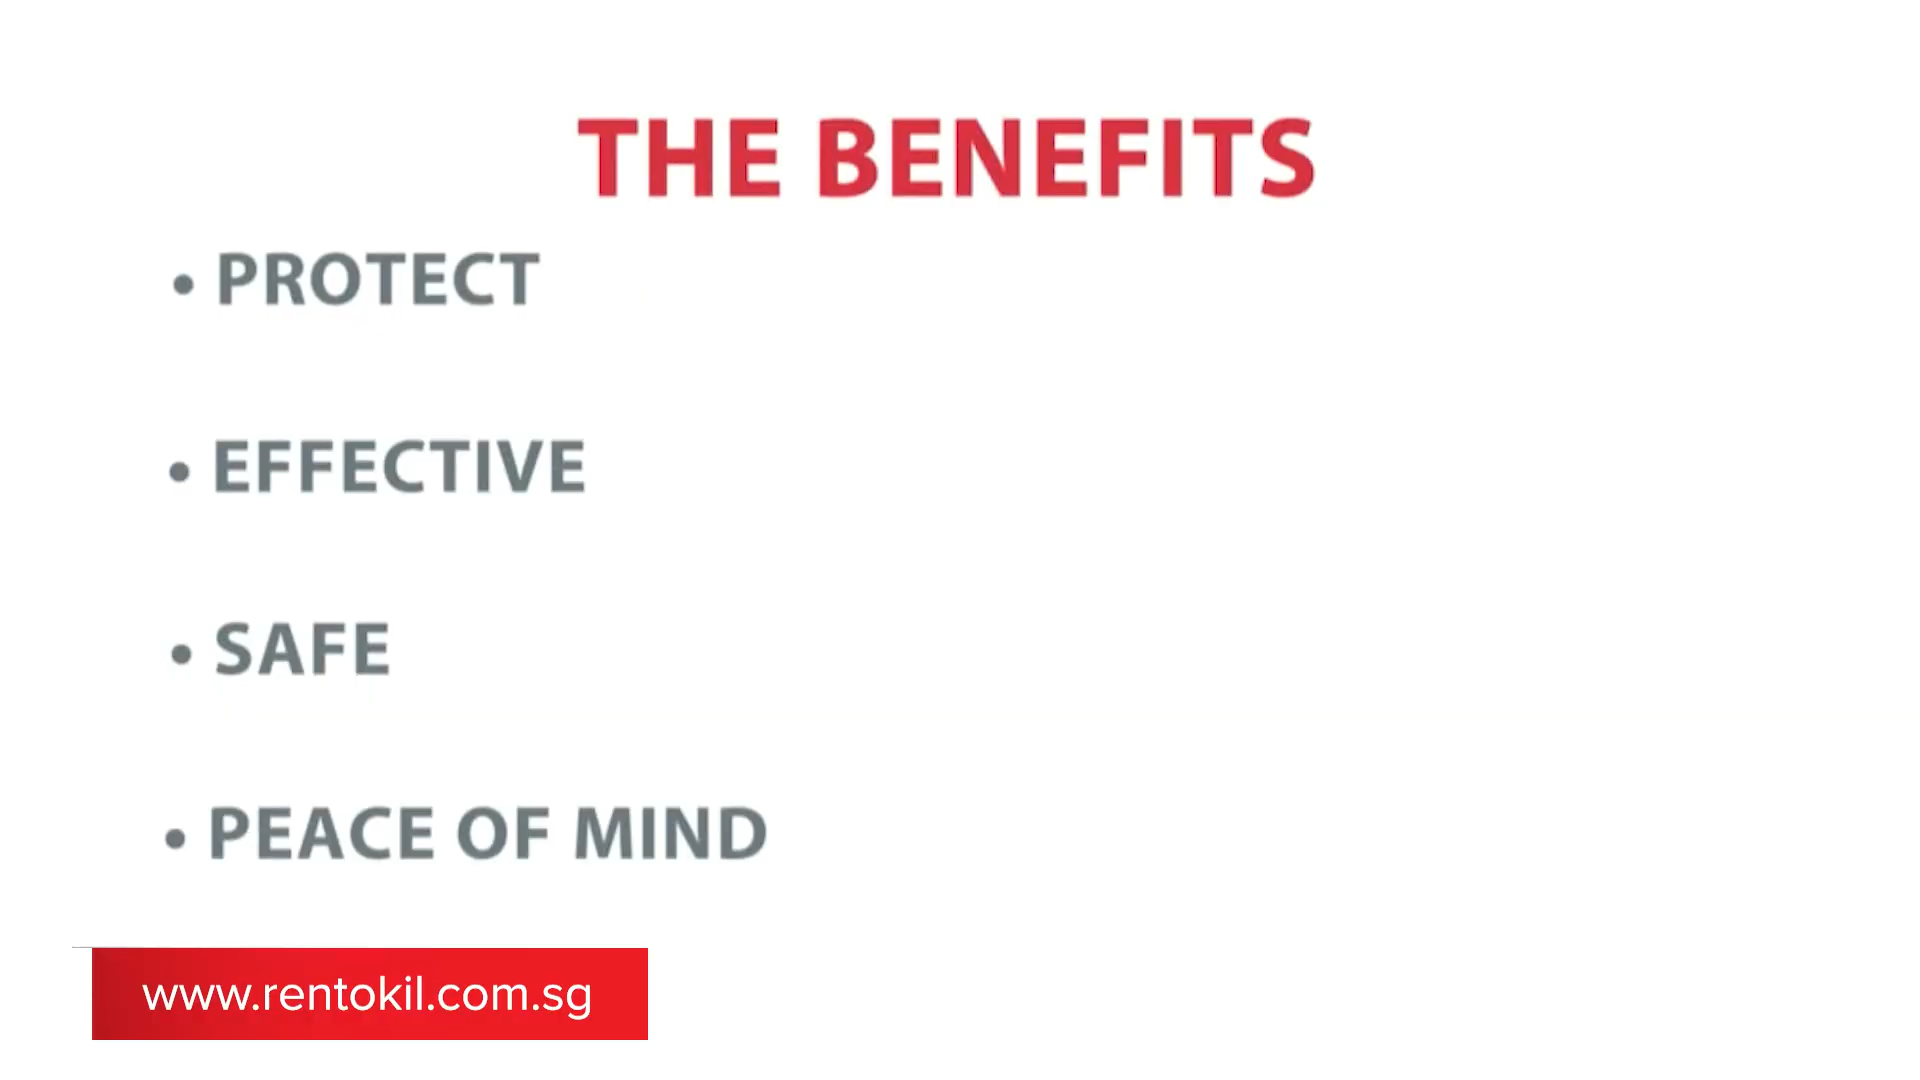 THE BENEFITS
• PROTECT
• EFFECTIVE
• SAFE
• PEACE OF MIND
www.rentokil.com.sg